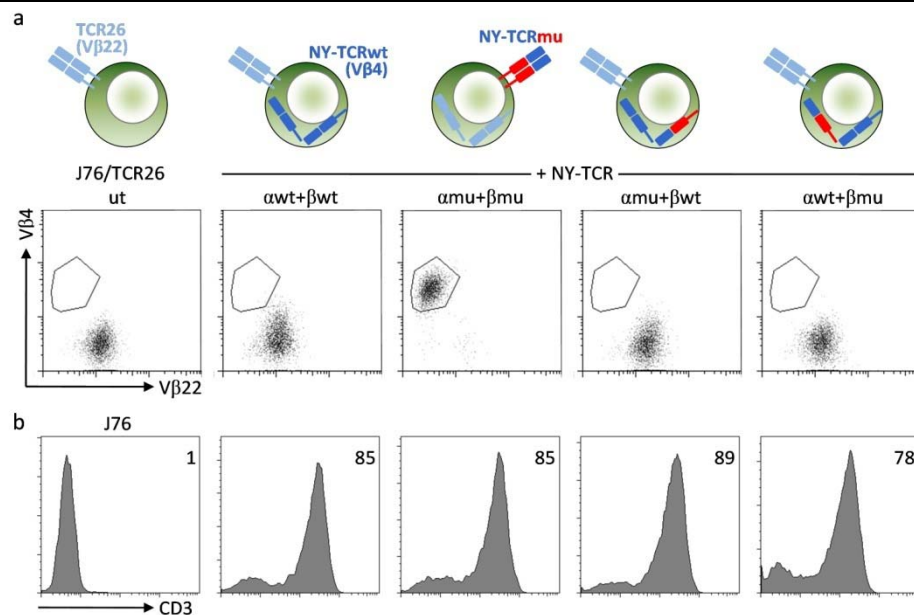 a
TCR26
(Vβ22)
NY-TCRwt
(Vβ4)
NY-TCRmu
J76/TCR26
+ NY-TCR
ut
αwt+βwt
αmu+βmu
αmu+βwt
αwt+βmu
Vβ4
Vβ22
b
J76
1
85
85
89
78
CD3